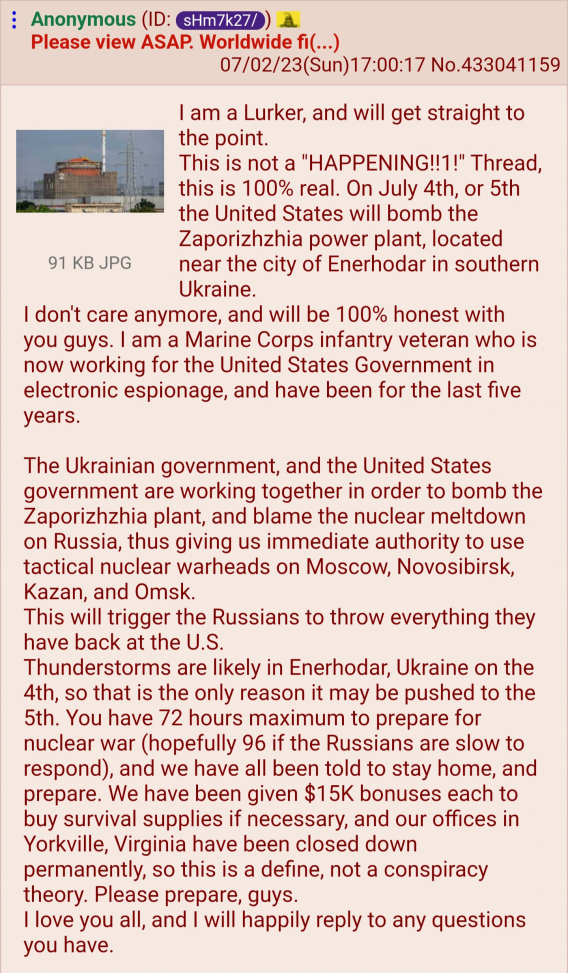 Anonymous (ID: sHm7k27/)
Please view ASAP. Worldwide fi(...)
07/02/23(Sun)17:00:17 No.433041159
I am a Lurker, and will get straight to
the point.
This is not a "HAPPENING!!1!" Thread,
this is 100% real. On July 4th, or 5th
the United States will bomb the
Zaporizhzhia power plant, located
near the city of Enerhodar in southern
Ukraine.
91 KB JPG
I don't care anymore, and will be 100% honest with
you guys. I am a Marine Corps infantry veteran who is
now working for the United States Government in
electronic espionage, and have been for the last five
years.
The Ukrainian government, and the United States
government are working together in order to bomb the
Zaporizhzhia plant, and blame the nuclear meltdown
on Russia, thus giving us immediate authority to use
tactical nuclear warheads on Moscow, Novosibirsk,
Kazan, and Omsk.
This will trigger the Russians to throw everything they
have back at the U.S.
Thunderstorms are likely in Enerhodar, Ukraine on the
4th, so that is the only reason it may be pushed to the
5th. You have 72 hours maximum to prepare for
nuclear war (hopefully 96 if the Russians are slow to
respond), and we have all been told to stay home, and
prepare. We have been given $15K bonuses each to
buy survival supplies if necessary, and our offices in
Yorkville, Virginia have been closed down
permanently, so this is a define, not a conspiracy
theory. Please prepare, guys.
I love you all, and I will happily reply to any questions
you have.